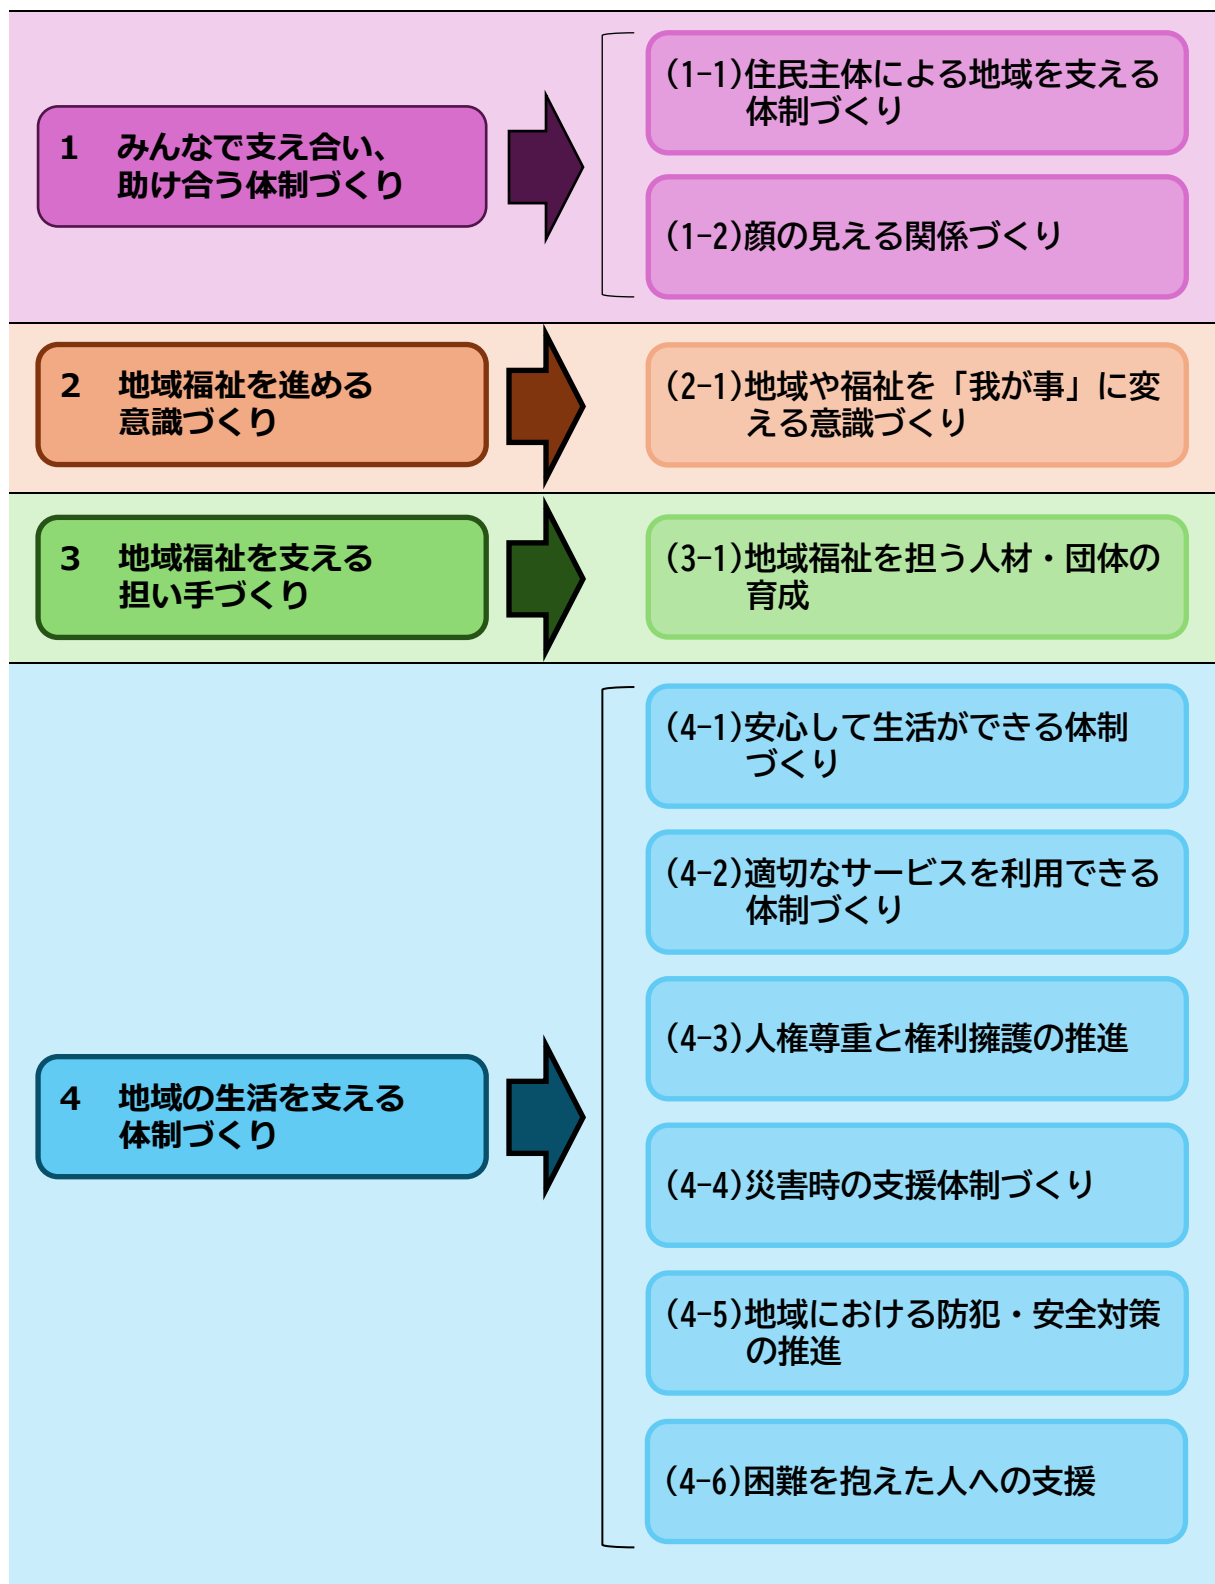 1 みんなで支え合い、
助け合う体制づくり
(1-1)住民主体による地域を支える
体制づくり
(1-2)顔の見える関係づくり
2 地域福祉を進める
意識づくり
(2-1)地域や福祉を「我が事」に変
える意識づくり
3 地域福祉を支える
担い手づくり
(3-1)地域福祉を担う人材・団体の
育成
4 地域の生活を支える
体制づくり
(4-1)安心して生活ができる体制
づくり
(4-2)適切なサービスを利用できる
体制づくり
(4-3)人権尊重と権利擁護の推進
(4-4)災害時の支援体制づくり
(4-5)地域における防犯・安全対策
の推進
(4-6)困難を抱えた人への支援